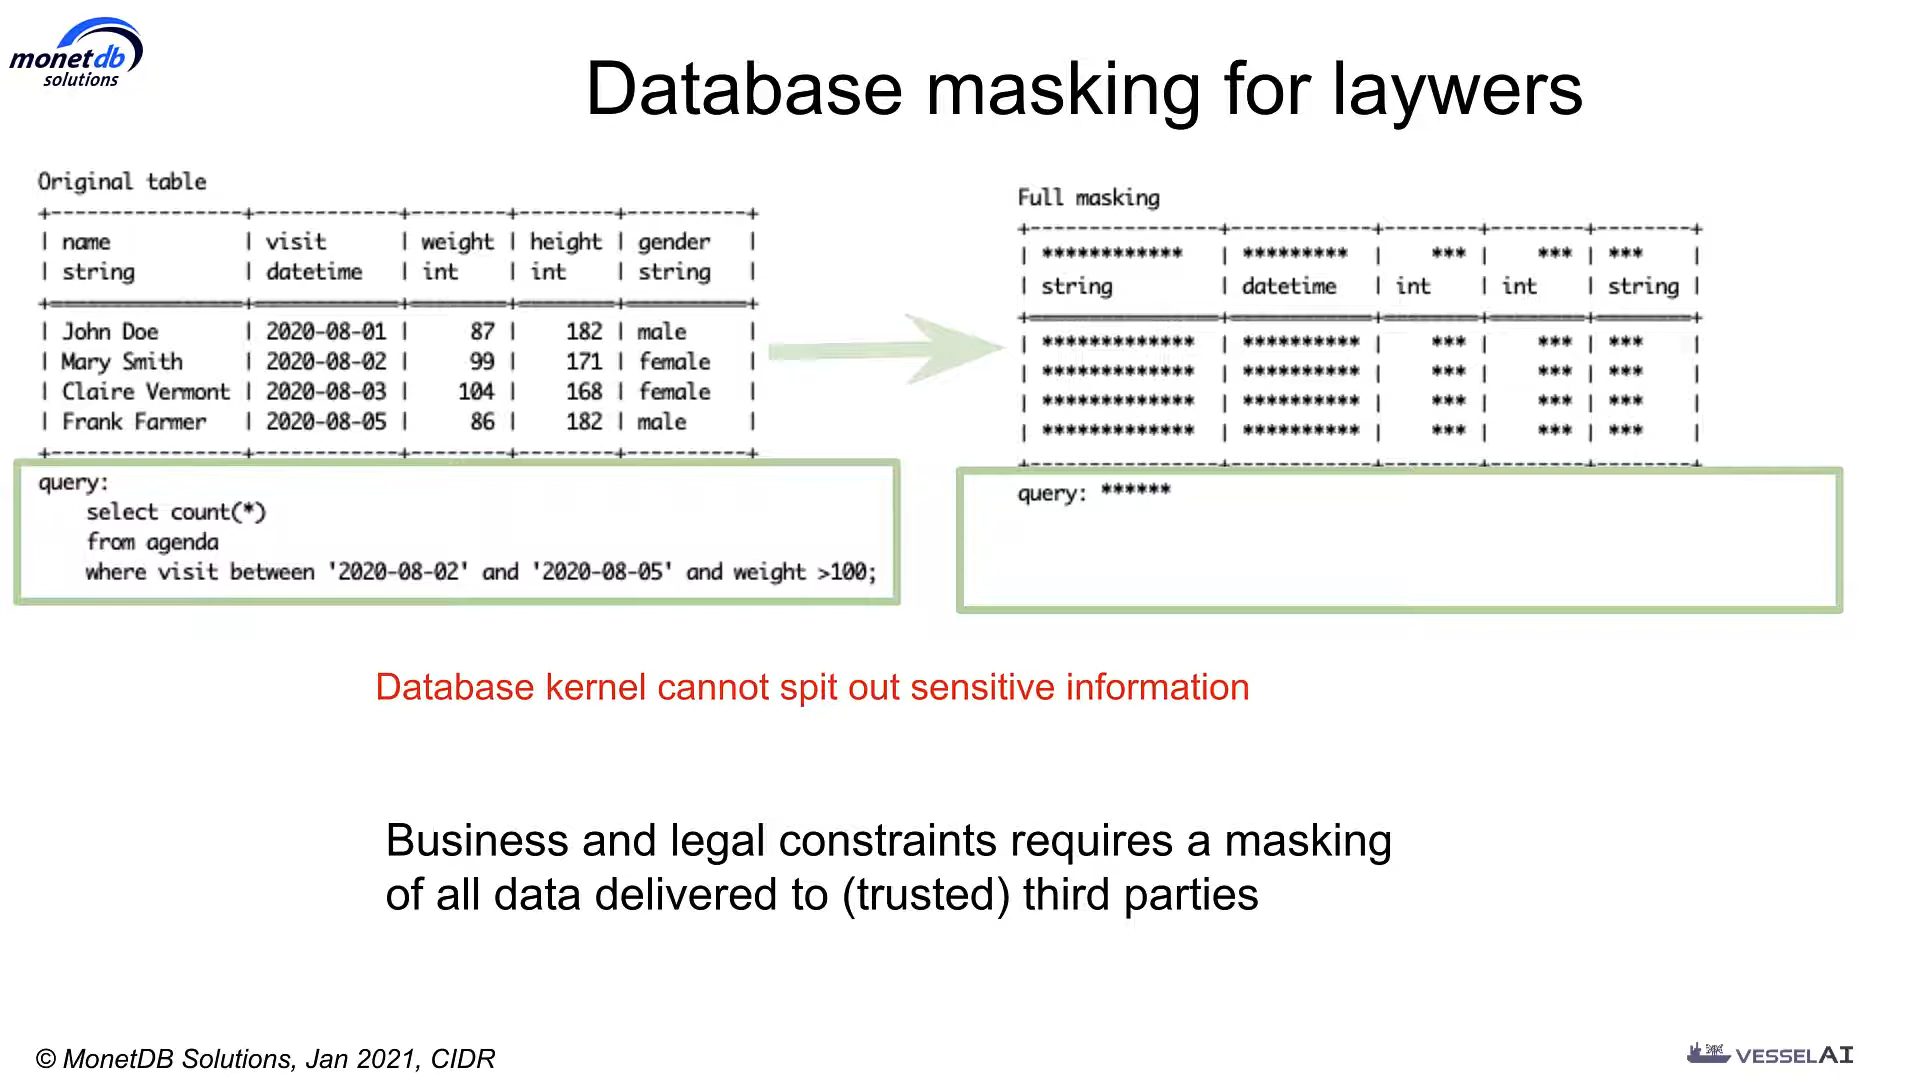 monetdb
solutions
Database masking for laywers
Original table
+----------------+------------+--------+--------+----------+
| name | visit | weight | height | gender |
| string | datetime | int | int | string |
+================+============+========+========+==========+
| John Doe | 2020-08-01 | 87 | 182 | male |
| Mary Smith | 2020-08-02 | 99 | 171 | female |
| Claire Vermont | 2020-08-03 | 104 | 168 | female |
| Frank Farmer | 2020-08-05 | 86 | 182 | male |
+----------------+------------+--------+--------+----------+
query:
select count(*)
from agenda
where visit between '2020-08-02' and '2020-08-05' and weight >100;
Full masking
+----------------+------------+--------+--------+--------+
| ************ | ********* | *** | *** | *** |
| string | datetime | int | int | string |
+================+============+========+========+========+
| ************* | ********** | *** | *** | *** |
| ************* | ********** | *** | *** | *** |
| ************* | ********** | *** | *** | *** |
| ************* | ********** | *** | *** | *** |
+----------------+------------+--------+--------+--------+
query: ******
Database kernel cannot spit out sensitive information
Business and legal constraints requires a masking
of all data delivered to (trusted) third parties
© MonetDB Solutions, Jan 2021, CIDR
VESSELAI